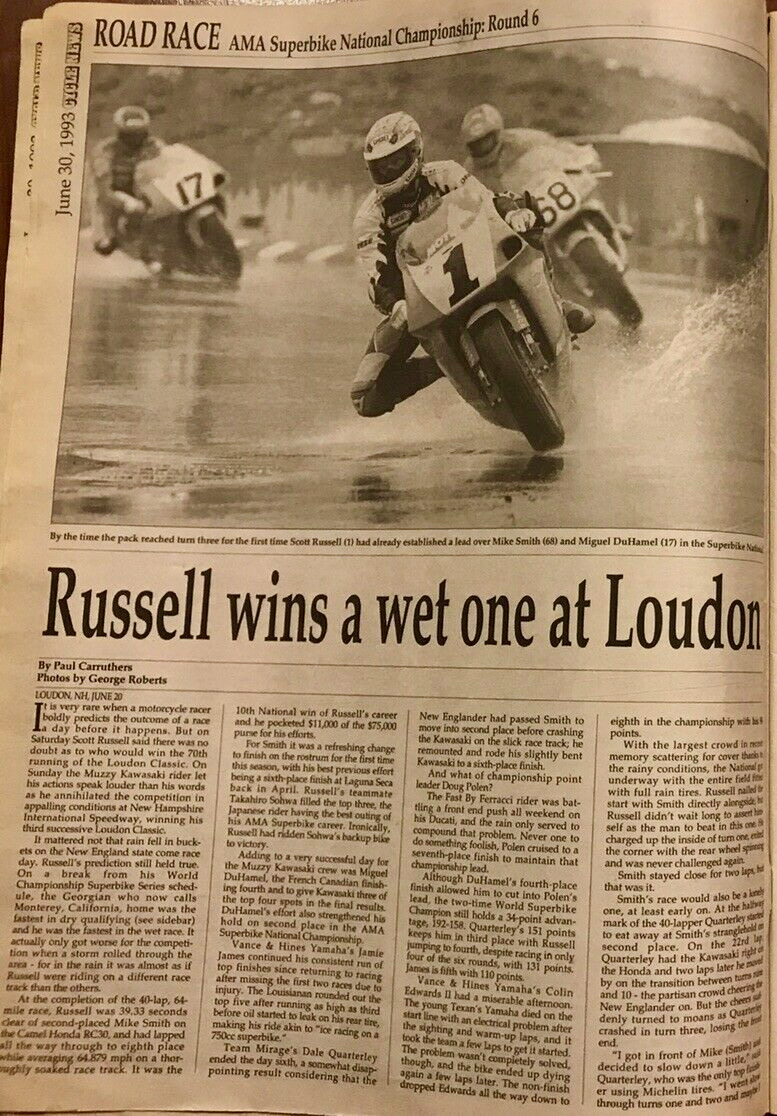 ROAD RACE AMA Superbike National Championship: Round 6
June 30, 1993 CYCLE NEWS
17
1
68
By the time the pack reached turn three for the first time Scott Russell (1) had already established a lead over Mike Smith (68) and Miguel DuHamel (17) in the Superbike
Russell wins a wet one at Loudon
By Paul Carruthers
Photos by George Roberts
LOUDON, NH, JUNE 20
It is very rare when a motorcycle racer
boldly predicts the outcome of a race
a day before it happens. But on
Saturday Scott Russell said there was no
doubt as to who would win the 70th
running of the Loudon Classic. On
Sunday the Muzzy Kawasaki rider let
his actions speak louder than his words
as he annihilated the competition in
appalling conditions at New Hampshire
International Speedway, winning his
third successive Loudon Classic.
It mattered not that rain fell in buck-
ets on the New England state come race
day. Russell's prediction still held true.
On a break from his World
Championship Superbike Series sched-
ule, the Georgian who now calls
Monterey, California, home was the
fastest in dry qualifying (see sidebar)
and he was the fastest in the wet race. It
actually only got worse for the competi-
tion when a storm rolled through the
area - for in the rain it was almost as if
Russell were riding on a different race
track than the others.
At the completion of the 40-lap, 64-
mile race, Russell was 39.33 seconds
clear of second-placed Mike Smith on
the Camel Honda RC30, and had lapped
all the way through to eighth place
while averaging 64.879 mph on a thor-
oughly soaked race track. It was the
10th National win of Russell's career
and he pocketed $11,000 of the $75,000
purse for his efforts.
For Smith it was a refreshing change
to finish on the rostrum for the first time
this season, with his best previous effort
being a sixth-place finish at Laguna Seca
back in April. Russell's teammate
Takahiro Sohwa filled the top three, the
Japanese rider having the best outing of
his AMA Superbike career. Ironically,
Russell had ridden Sohwa's backup bike
to victory.
Adding to a very successful day for
the Muzzy Kawasaki crew was Miguel
DuHamel, the French Canadian finish-
ing fourth and to give Kawasaki three of
the top four spots in the final results.
DuHamel's effort also strengthened his
hold on second place in the AMA
Superbike National Championship.
Vance & Hines Yamaha's Jamie
James continued his consistent run of
top finishes since returning to racing
after missing the first two races due to
injury. The Louisianian rounded out the
top five after running as high as third
before oil started to leak on his rear tire,
making his ride akin to "ice racing on a
750cc superbike."
Team Mirage's Dale Quarterley
ended the day sixth, a somewhat disap-
pointing result considering that the
New Englander had passed Smith to
move into second place before crashing
the Kawasaki on the slick race track; he
remounted and rode his slightly bent
Kawasaki to a sixth-place finish.
And what of championship point
leader Doug Polen?
The Fast By Ferracci rider was bat-
tling a front end push all weekend on
his Ducati, and the rain only served to
compound that problem. Never one to
do something foolish, Polen cruised to a
seventh-place finish to maintain that
championship lead.
Although DuHamel's fourth-place
finish allowed him to cut into Polen's
lead, the two-time World Superbike
Champion still holds a 34-point advan-
tage, 192-158. Quarterley's 151 points
keeps him in third place with Russell
jumping to fourth, despite racing in only
four of the six rounds, with 131 points.
James is fifth with 110 points.
Vance & Hines Yamaha's Colin
Edwards II had a miserable afternoon.
The young Texan's Yamaha died on the
start line with an electrical problem after
the sighting and warm-up laps, and it
took the team a few laps to get it started.
The problem wasn't completely solved,
though, and the bike ended up dying
again a few laps later. The non-finish
dropped Edwards all the way down to
eighth in the championship with his
points.
With the largest crowd in recent
memory scattering for cover thanks to
the rainy conditions, the National got
underway with the entire field fitted
with full rain tires. Russell nailed the
start with Smith directly alongside, but
Russell didn't wait long to assert him-
self as the man to beat in this one. He
charged up the inside of turn one, exited
the corner with the rear wheel spinning
and was never challenged again.
Smith stayed close for two laps, but
that was it.
Smith's race would also be a lonely
one, at least early on. At the halfway
mark of the 40-lapper Quarterley started
to eat away at Smith's stranglehold on
second place. On the 22rd lap,
Quarterley had the Kawasaki right on
the Honda and two laps later he moved
by on the transition between turns nine
and 10 - the partisan crowd cheering the
New Englander on. But the cheers sud-
denly turned to moans as Quarterley
crashed in turn three, losing the front
end.
"I got in front of Mike (Smith) and
decided to slow down a little," said
Quarterley, who was the only top finish-
er using Michelin tires. "I went slow
through turns one and two and maybe I